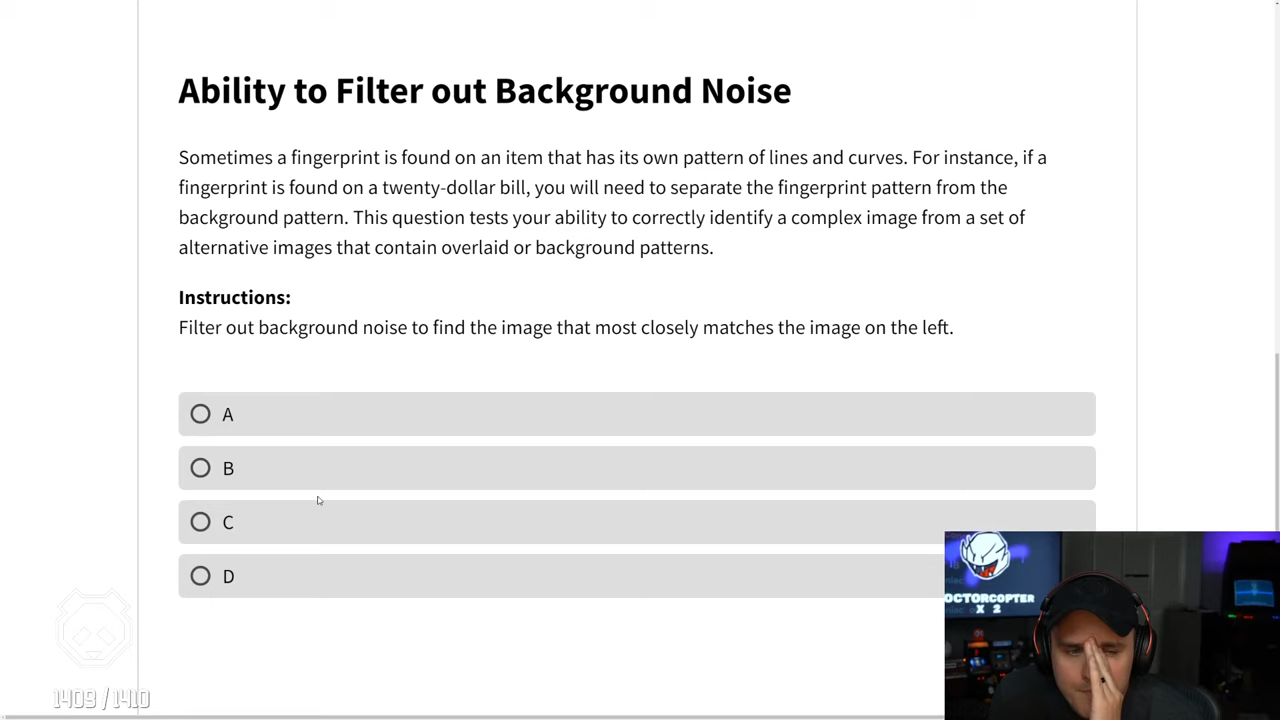 Ability to Filter out Background Noise
Sometimes a fingerprint is found on an item that has its own pattern of lines and curves. For instance, if a
fingerprint is found on a twenty-dollar bill, you will need to separate the fingerprint pattern from the
background pattern. This question tests your ability to correctly identify a complex image from a set of
alternative images that contain overlaid or background patterns.
Instructions:
Filter out background noise to find the image that most closely matches the image on the left.
A
B
C
D
OCTORCOPTER
X 2
1409 / 1410